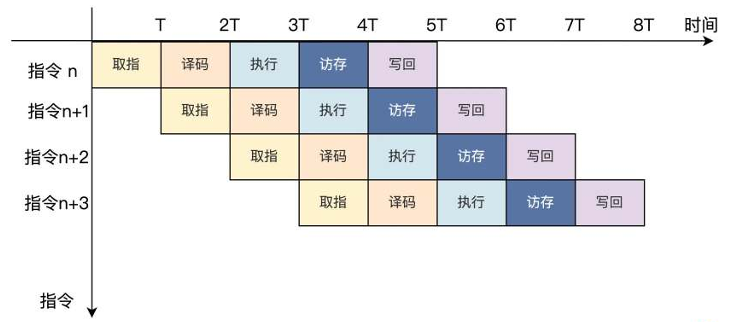 T 2T 3T 4T 5T 6T 7T 8T 时间
指令 n 取指 译码 执行 访存 写回
指令n+1 取指 译码 执行 访存 写回
指令n+2 取指 译码 执行 访存 写回
指令n+3 取指 译码 执行 访存 写回
指令